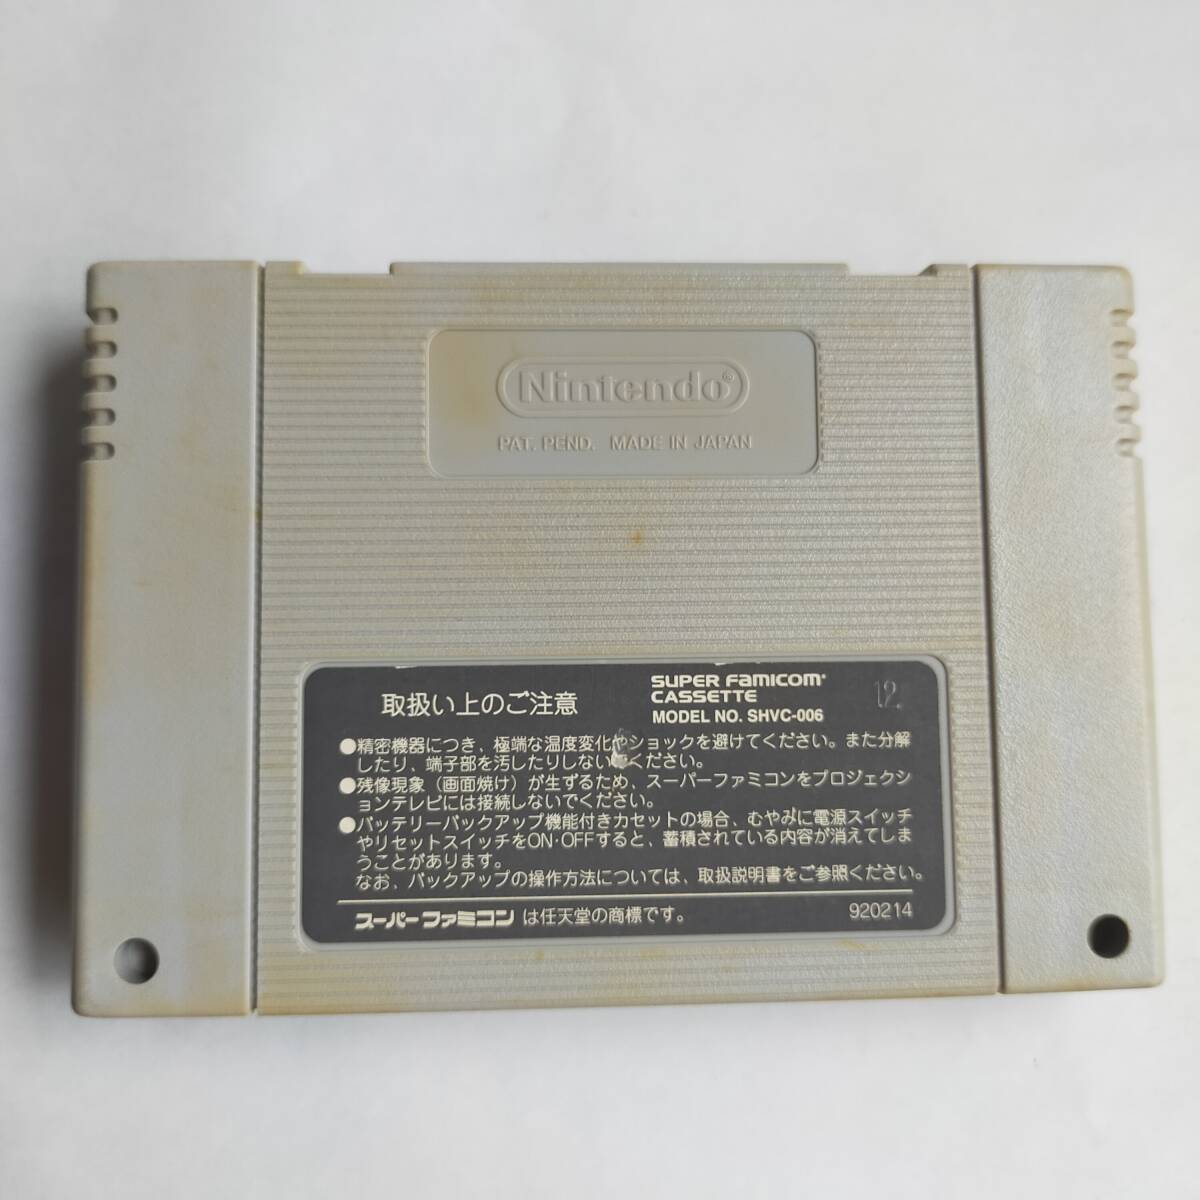 Nintendo®
PAT. PEND. MADE IN JAPAN
取扱い上のご注意
SUPER FAMICOM
CASSETTE
MODEL NO. SHVC-006
12
●精密機器につき、極端な温度変化やショックを避けてください。また分解
したり、端子部を汚したりしないでください。
●残像現象（画面焼け）が生ずるため、スーパーファミコンをプロジェクシ
ョンテレビには接続しないでください。
●バッテリーバックアップ機能付きカセットの場合、むやみに電源スイッチ
やリセットスイッチをON·OFFすると、蓄積されている内容が消えてしま
うことがあります。
なお、バックアップの操作方法については、取扱説明書をご参照ください。
スーパーファミコンは任天堂の商標です。
920214